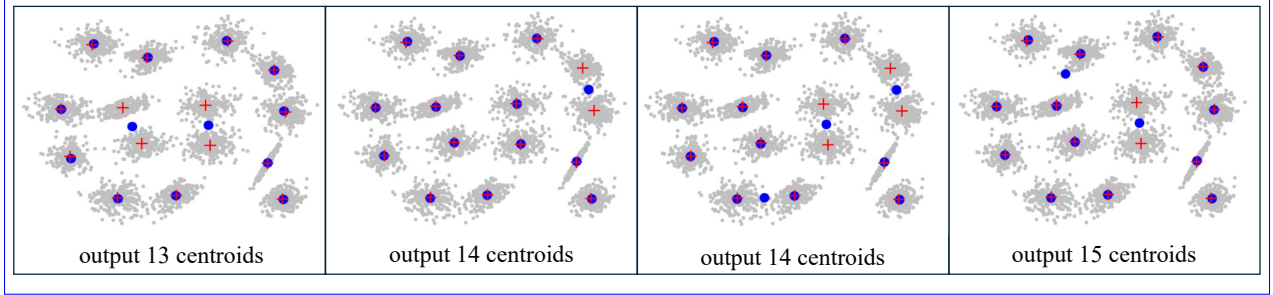 output 13 centroids
output 14 centroids
output 14 centroids
output 15 centroids